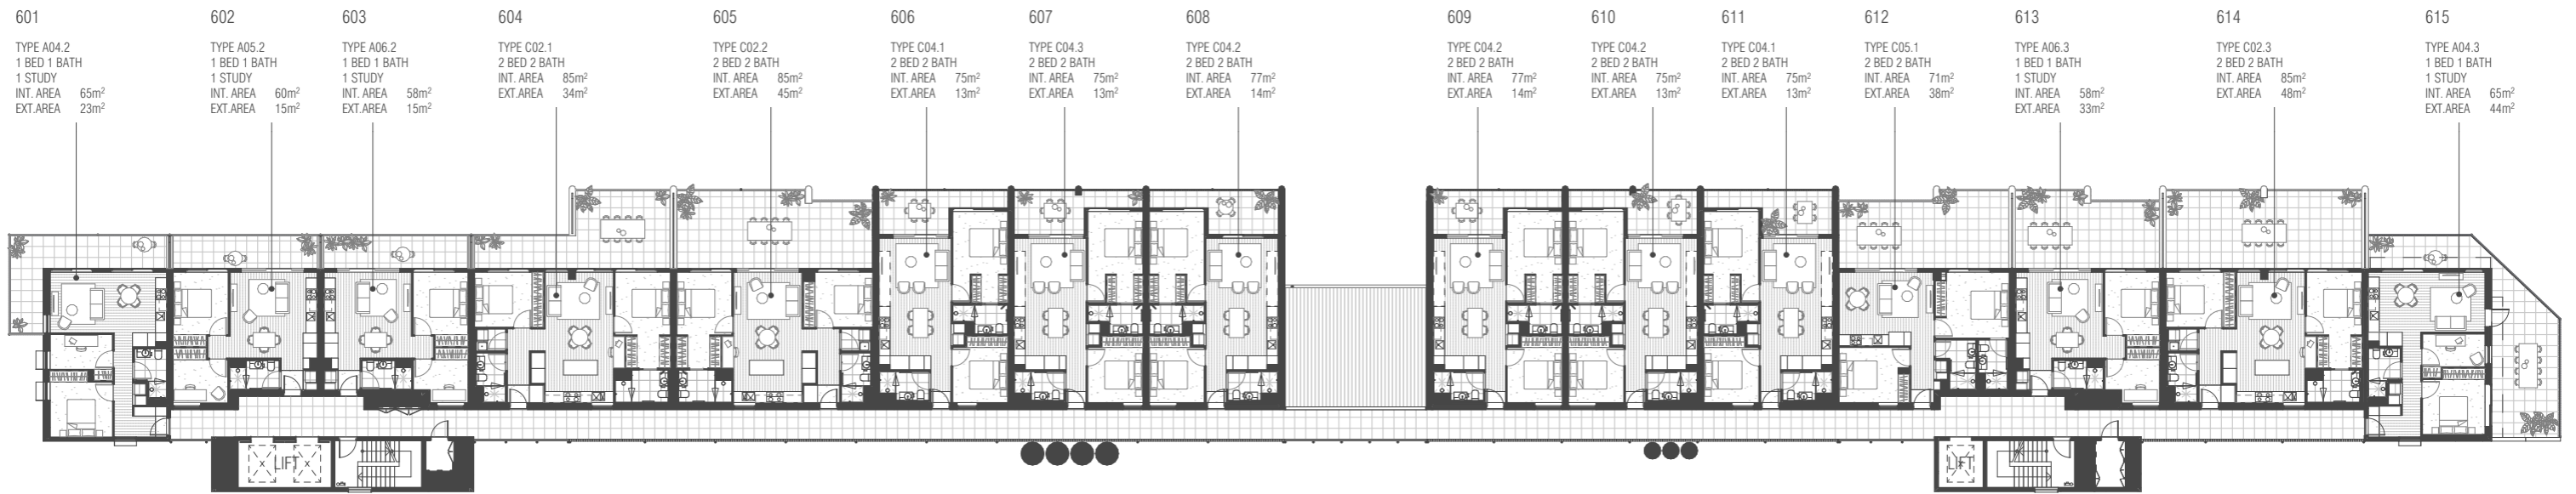 601
TYPE A04.2
1 BED 1 BATH
1 STUDY
INT. AREA 65m²
EXT.AREA 23m²
602
TYPE A05.2
1 BED 1 BATH
1 STUDY
INT. AREA 60m²
EXT.AREA 15m²
603
TYPE A06.2
1 BED 1 BATH
1 STUDY
INT. AREA 58m²
EXT.AREA 15m²
604
TYPE C02.1
2 BED 2 BATH
INT. AREA 85m²
EXT.AREA 34m²
605
TYPE C02.2
2 BED 2 BATH
INT. AREA 85m²
EXT.AREA 45m²
606
TYPE C04.1
2 BED 2 BATH
INT. AREA 75m²
EXT.AREA 13m²
607
TYPE C04.3
2 BED 2 BATH
INT. AREA 75m²
EXT.AREA 13m²
608
TYPE C04.2
2 BED 2 BATH
INT. AREA 77m²
EXT.AREA 14m²
609
TYPE C04.2
2 BED 2 BATH
INT. AREA 77m²
EXT.AREA 14m²
610
TYPE C04.2
2 BED 2 BATH
INT. AREA 75m²
EXT.AREA 13m²
611
TYPE C04.1
2 BED 2 BATH
INT. AREA 75m²
EXT.AREA 13m²
612
TYPE C05.1
2 BED 2 BATH
INT. AREA 71m²
EXT.AREA 38m²
613
TYPE A06.3
1 BED 1 BATH
1 STUDY
INT. AREA 58m²
EXT.AREA 33m²
614
TYPE C02.3
2 BED 2 BATH
INT. AREA 85m²
EXT.AREA 48m²
615
TYPE A04.3
1 BED 1 BATH
1 STUDY
INT. AREA 65m²
EXT.AREA 44m²
LIFT
LIFT